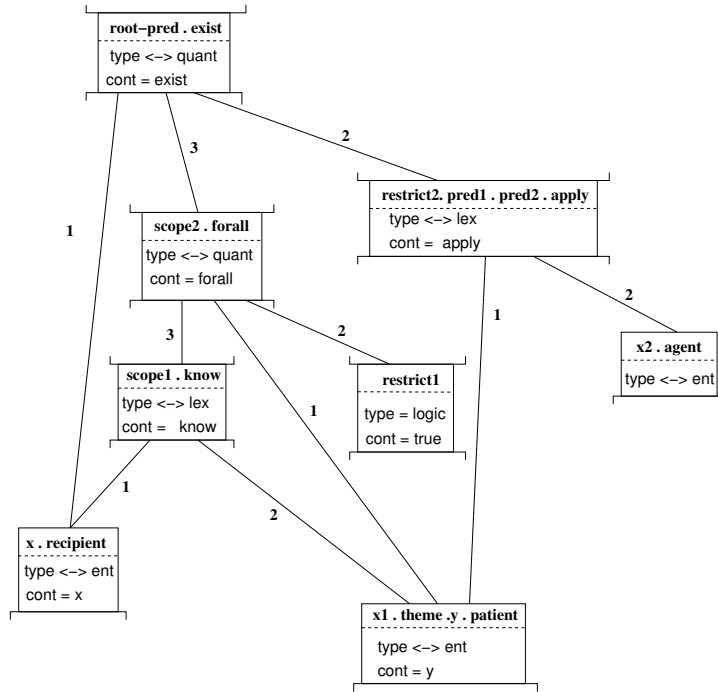 root-pred . exist
type <-> quant
cont = exist
2
3
restrict2. pred1 . pred2 . apply
type <-> lex
cont = apply
1
scope2 . forall
type <-> quant
cont = forall
2
1
3
2
x2 . agent
type <-> ent
scope1 . know
type <-> lex
cont = know
restrict1
type = logic
cont = true
1
1
2
x . recipient
type <-> ent
cont = x
x1 . theme .y . patient
type <-> ent
cont = y